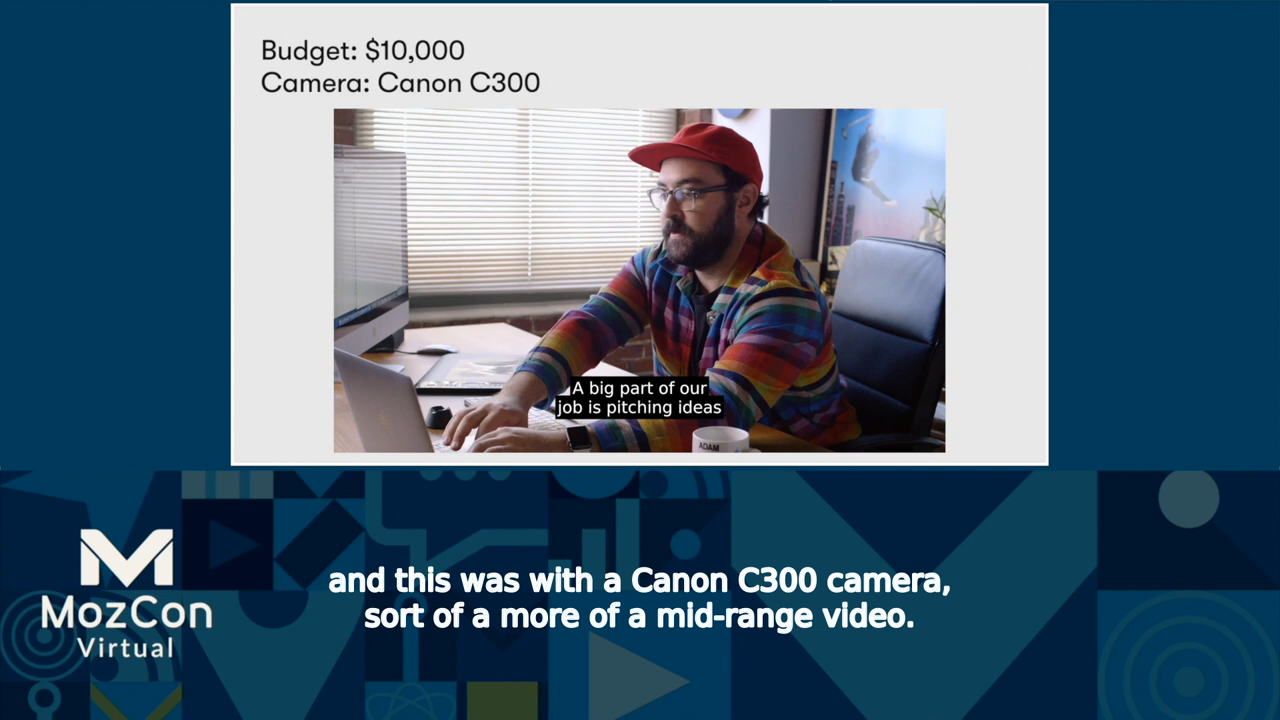 Budget: $10,000
Camera: Canon C300
A big part of our
job is pitching ideas
ADAM
MozCon
Virtual
and this was with a Canon C300 camera,
sort of a more of a mid-range video.